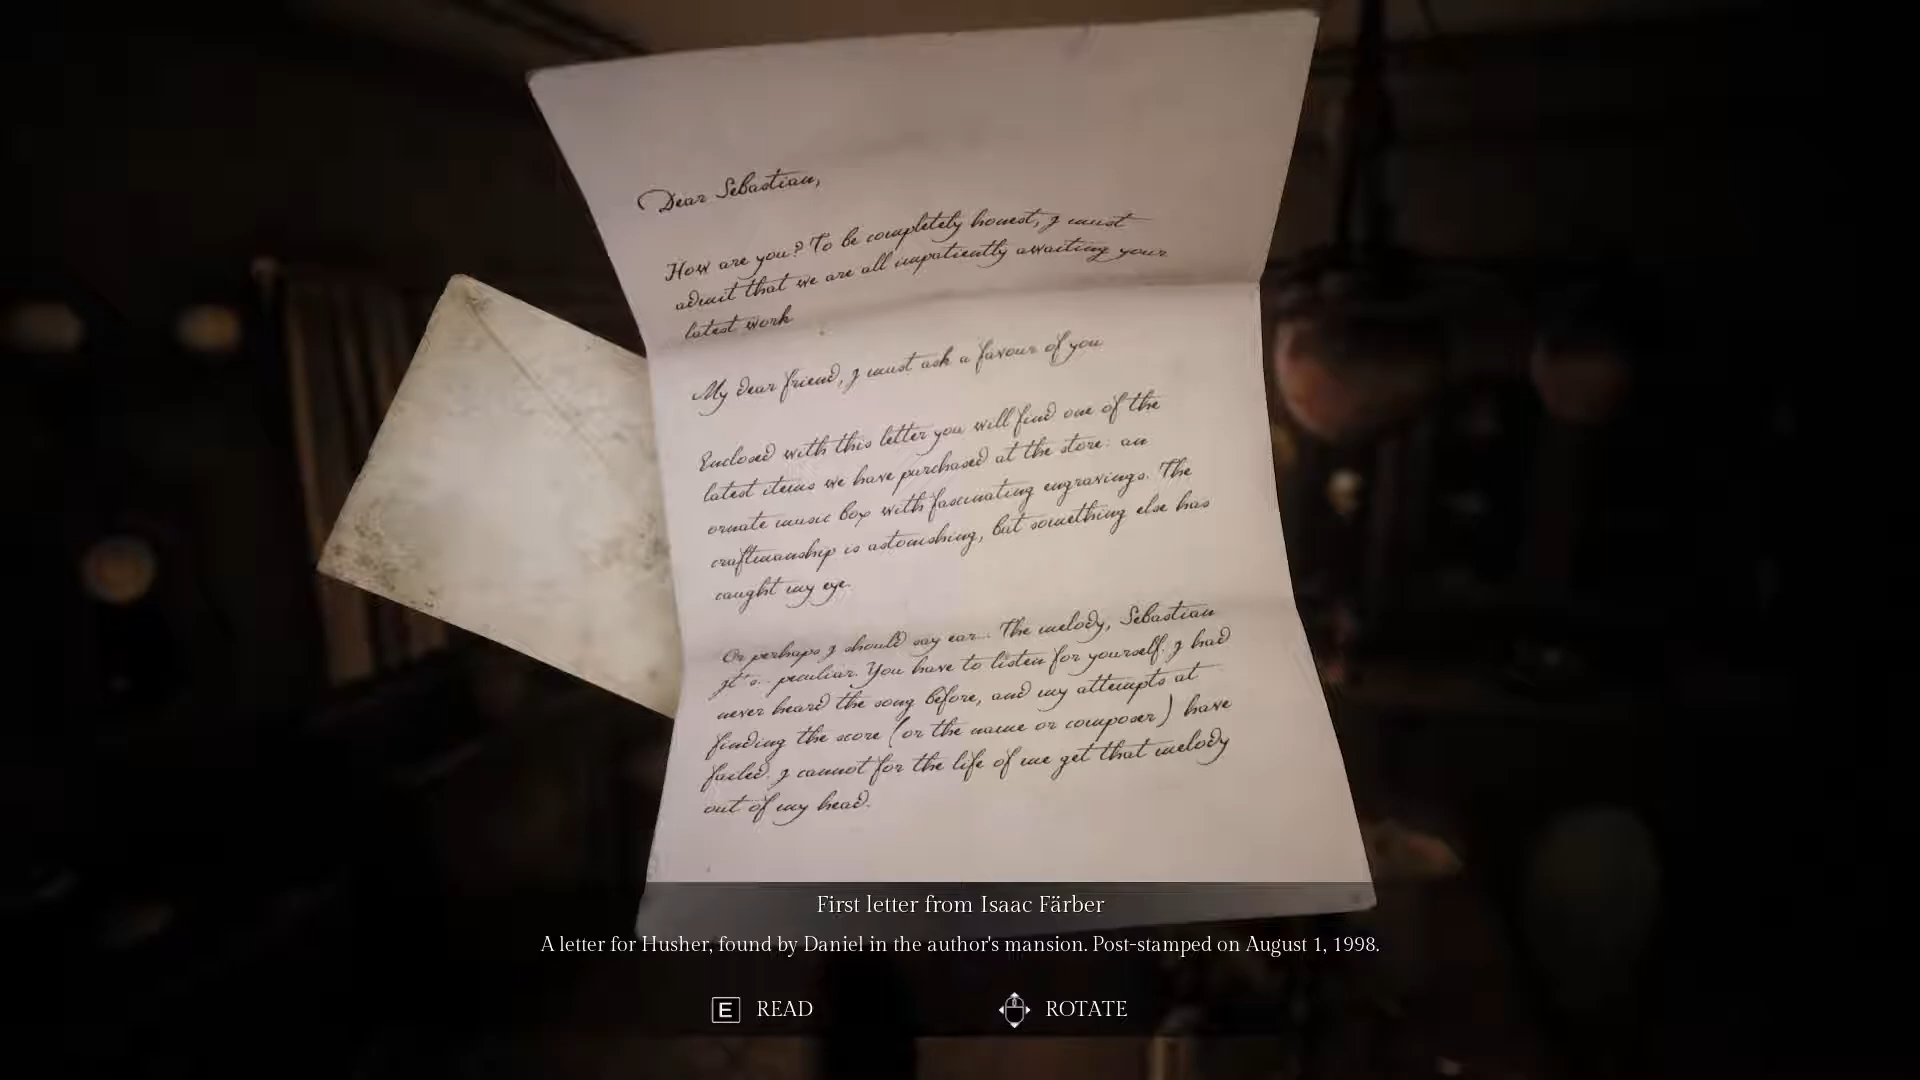 Dear Sebastian,
How are you? To be completely honest, I must
admit that we are all impatiently awaiting your
latest work
My dear friend, I must ask a favour of you
Enclosed with this letter you will find one of the
latest items we have purchased at the store: an
ornate music box with fascinating engravings. The
craftmanship is astonishing, but something else has
caught my eye.
Or perhaps I should say ear... The melody, Sebastian
It's... peculiar. You have to listen for yourself. I had
never heard the song before, and my attempts at
finding the score (or the name or composer) have
failed. I cannot for the life of me get that melody
out of my head.
First letter from Isaac Färber
A letter for Husher, found by Daniel in the author's mansion. Post-stamped on August 1, 1998.
E READ
ROTATE